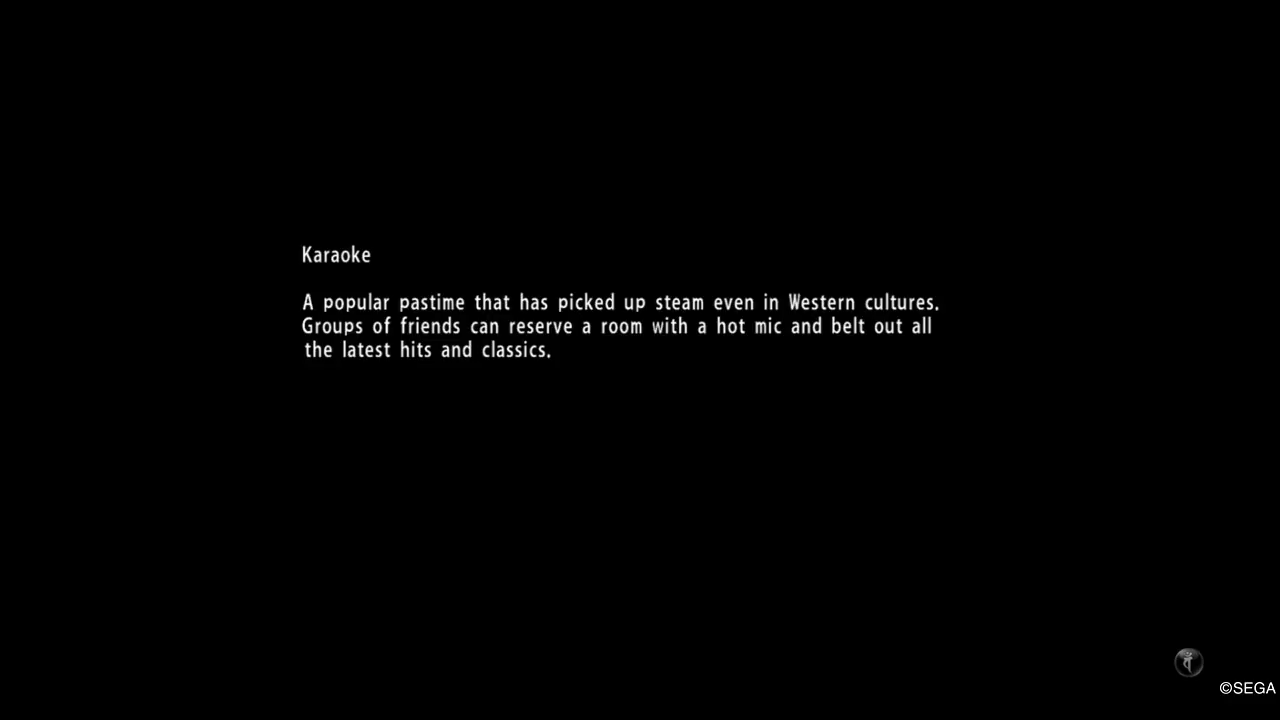 Karaoke
A popular pastime that has picked up steam even in Western cultures.
Groups of friends can reserve a room with a hot mic and belt out all
the latest hits and classics.
©SEGA